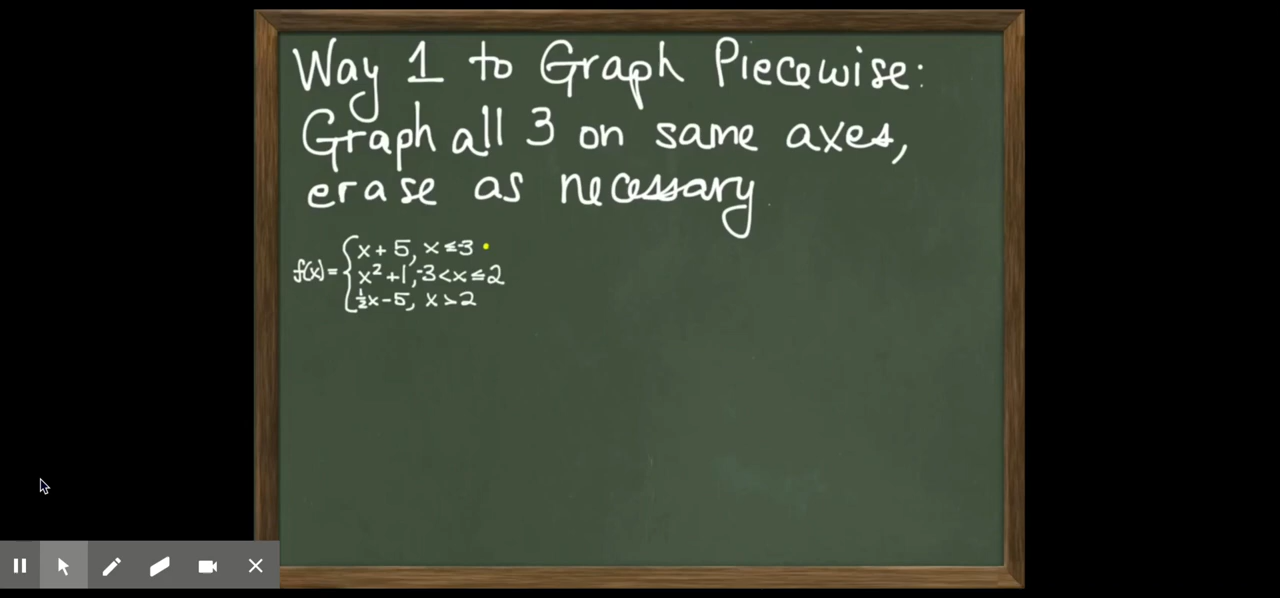 Way 1 to Graph Piecewise:
Graph all 3 on same axes,
erase as necessary
x + 5, x ≤ -3
f(x) = { x² + 1, -3 < x ≤ 2
½x - 5, x > 2